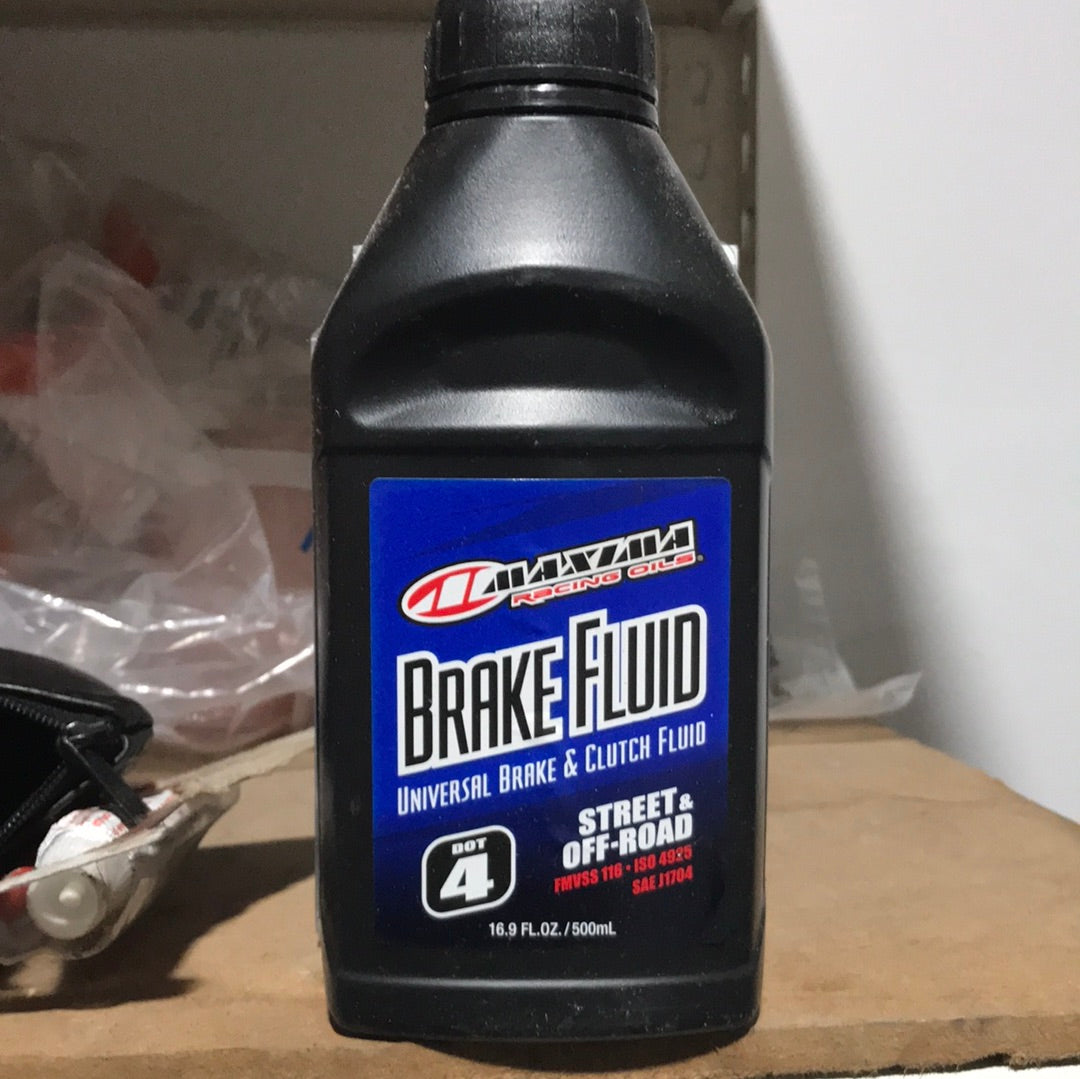 MAXIMA
RACING OILS
BRAKE FLUID
UNIVERSAL BRAKE & CLUTCH FLUID
DOT
4
STREET &
OFF-ROAD
FMVSS 116 • ISO 4925
SAE J1704
16.9 FL.OZ. / 500mL